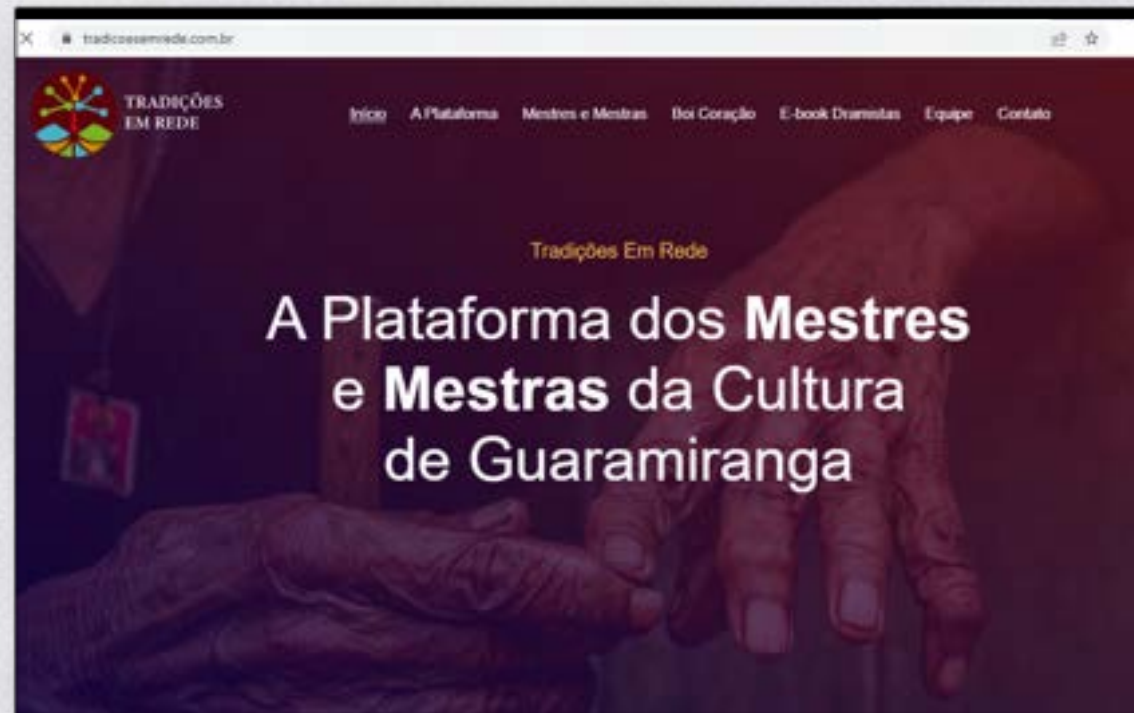 tradicoesemrede.com.br
TRADIÇÕES
EM REDE
Início A Plataforma Mestres e Mestras Boi Coração E-book Dramistas Equipe Contato
Tradições Em Rede
A Plataforma dos Mestres
e Mestras da Cultura
de Guaramiranga